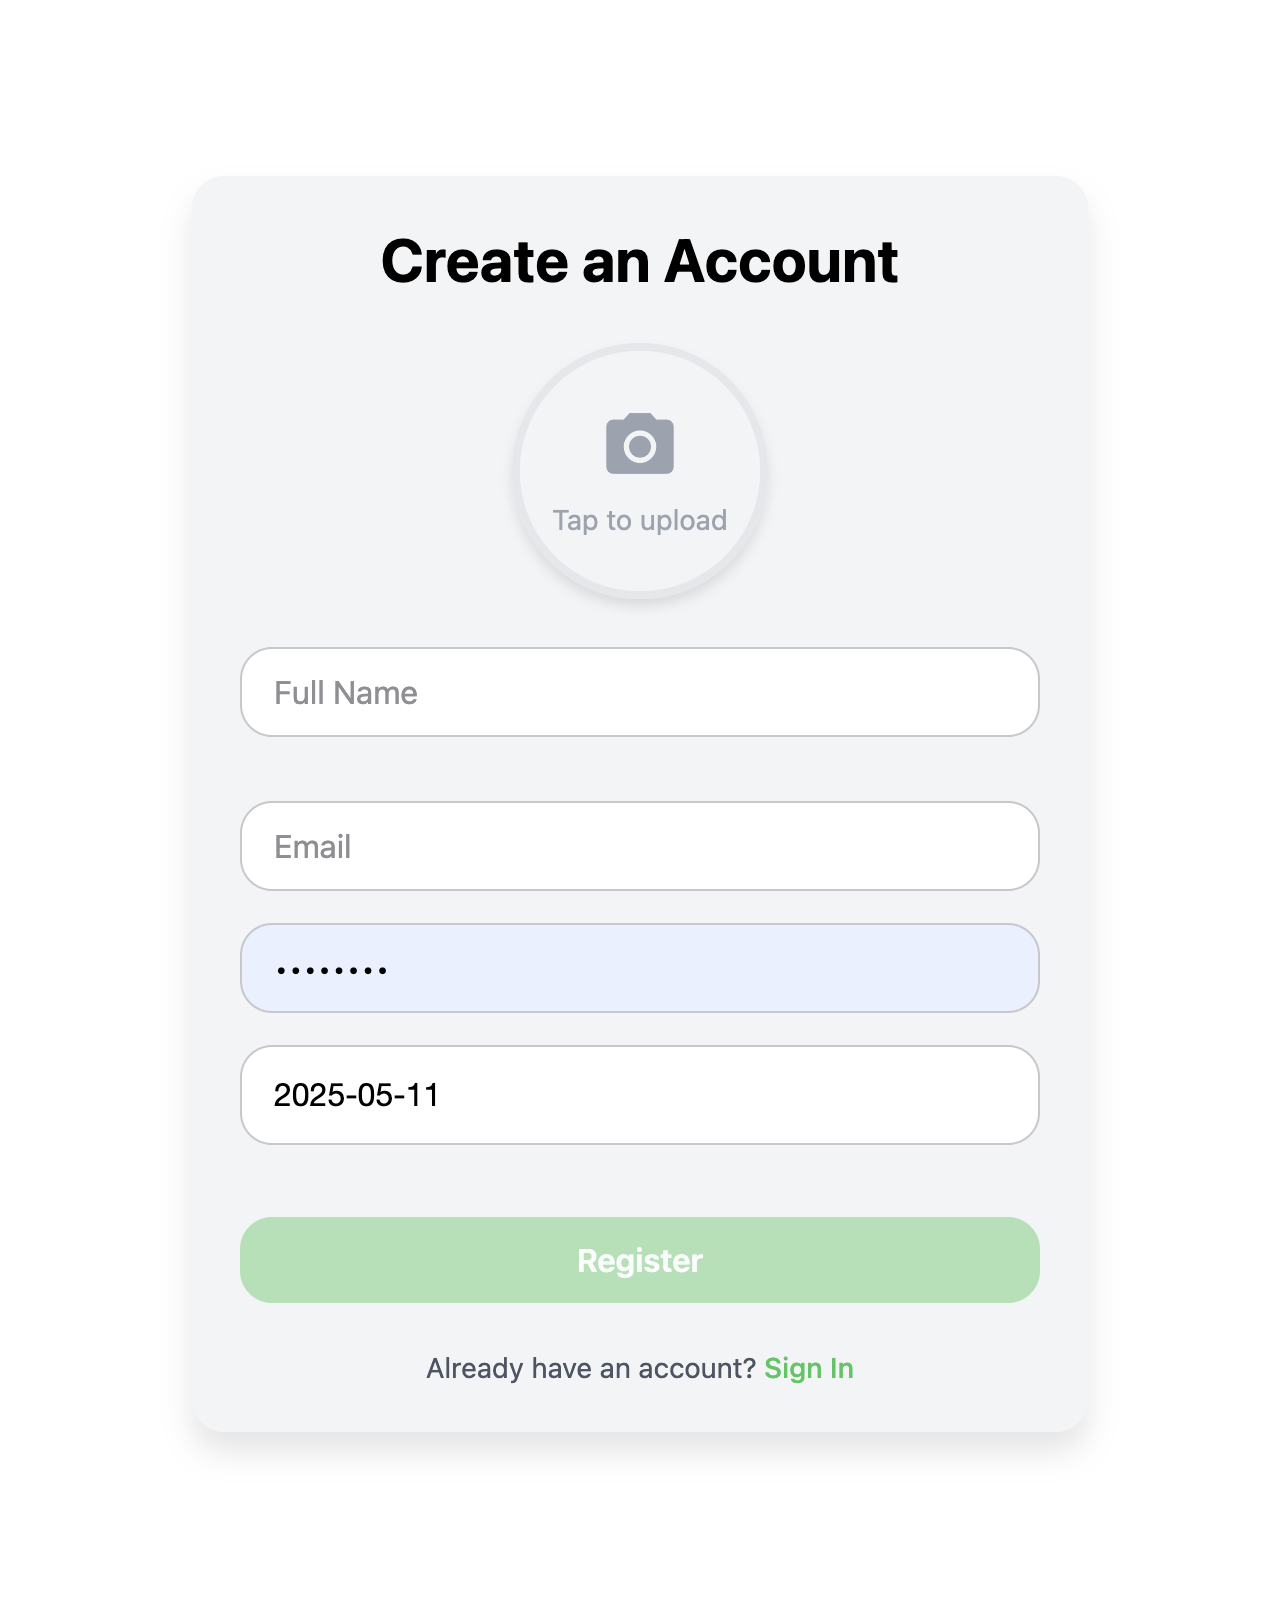 Create an Account
Tap to upload
Full Name
Email
••••••••
2025-05-11
Register
Already have an account? Sign In